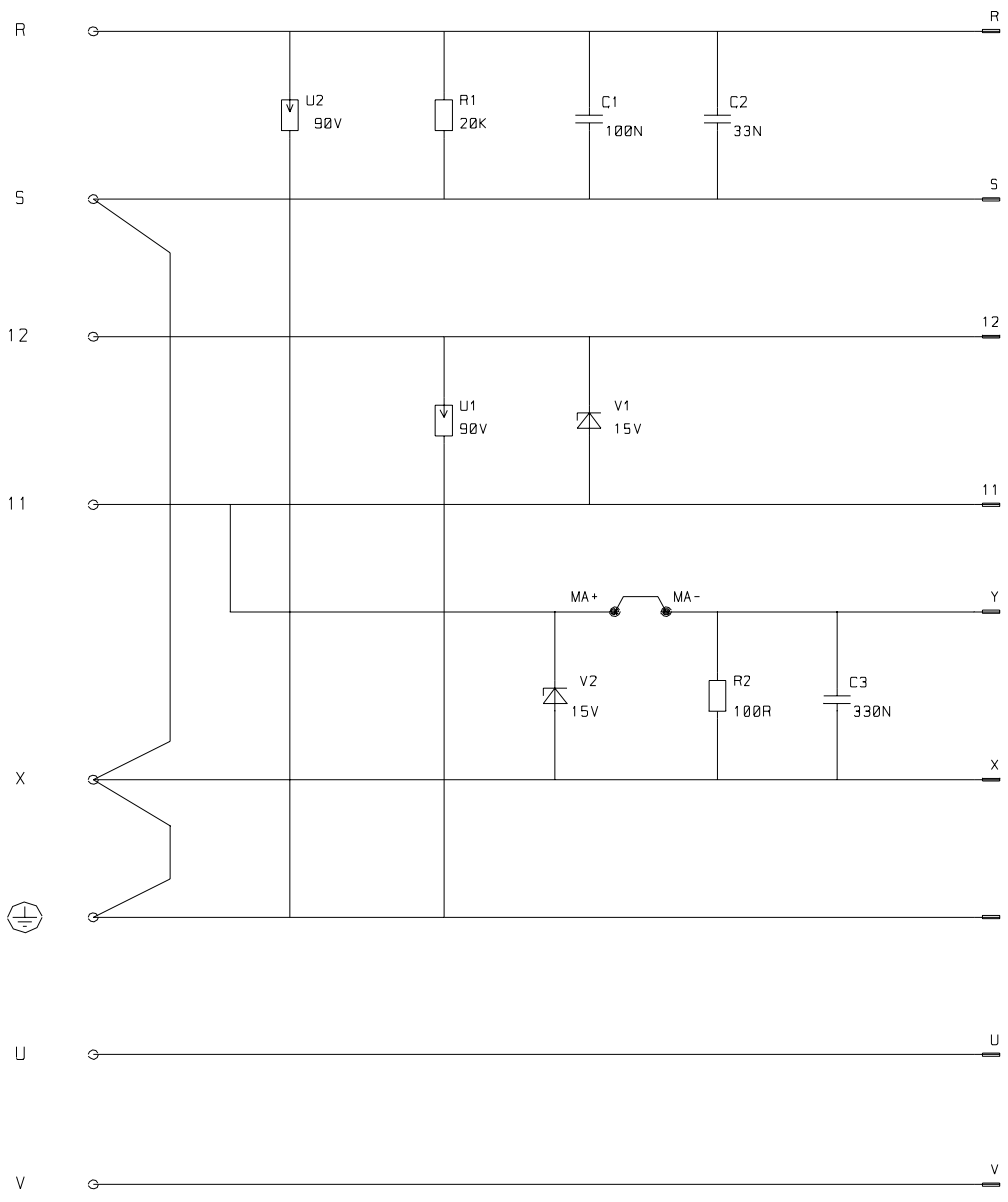 R
R
U2
90V
R1
20K
C1
100N
C2
33N
S
S
12
12
U1
90V
V1
15V
11
11
MA+
MA-
Y
V2
15V
R2
100R
C3
330N
X
X
U
U
V
V